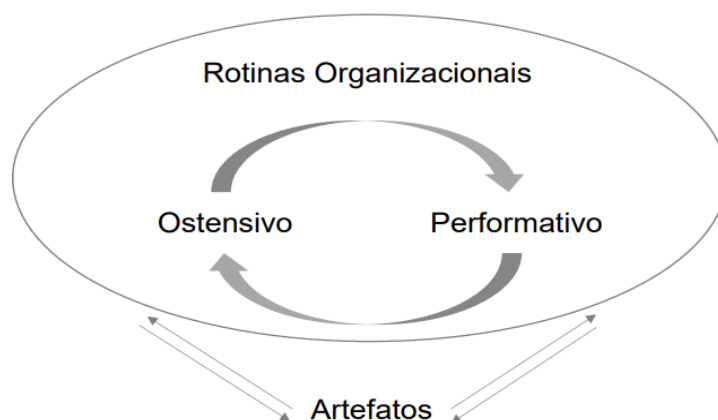 Rotinas Organizacionais
Ostensivo
Performativo
Artefatos